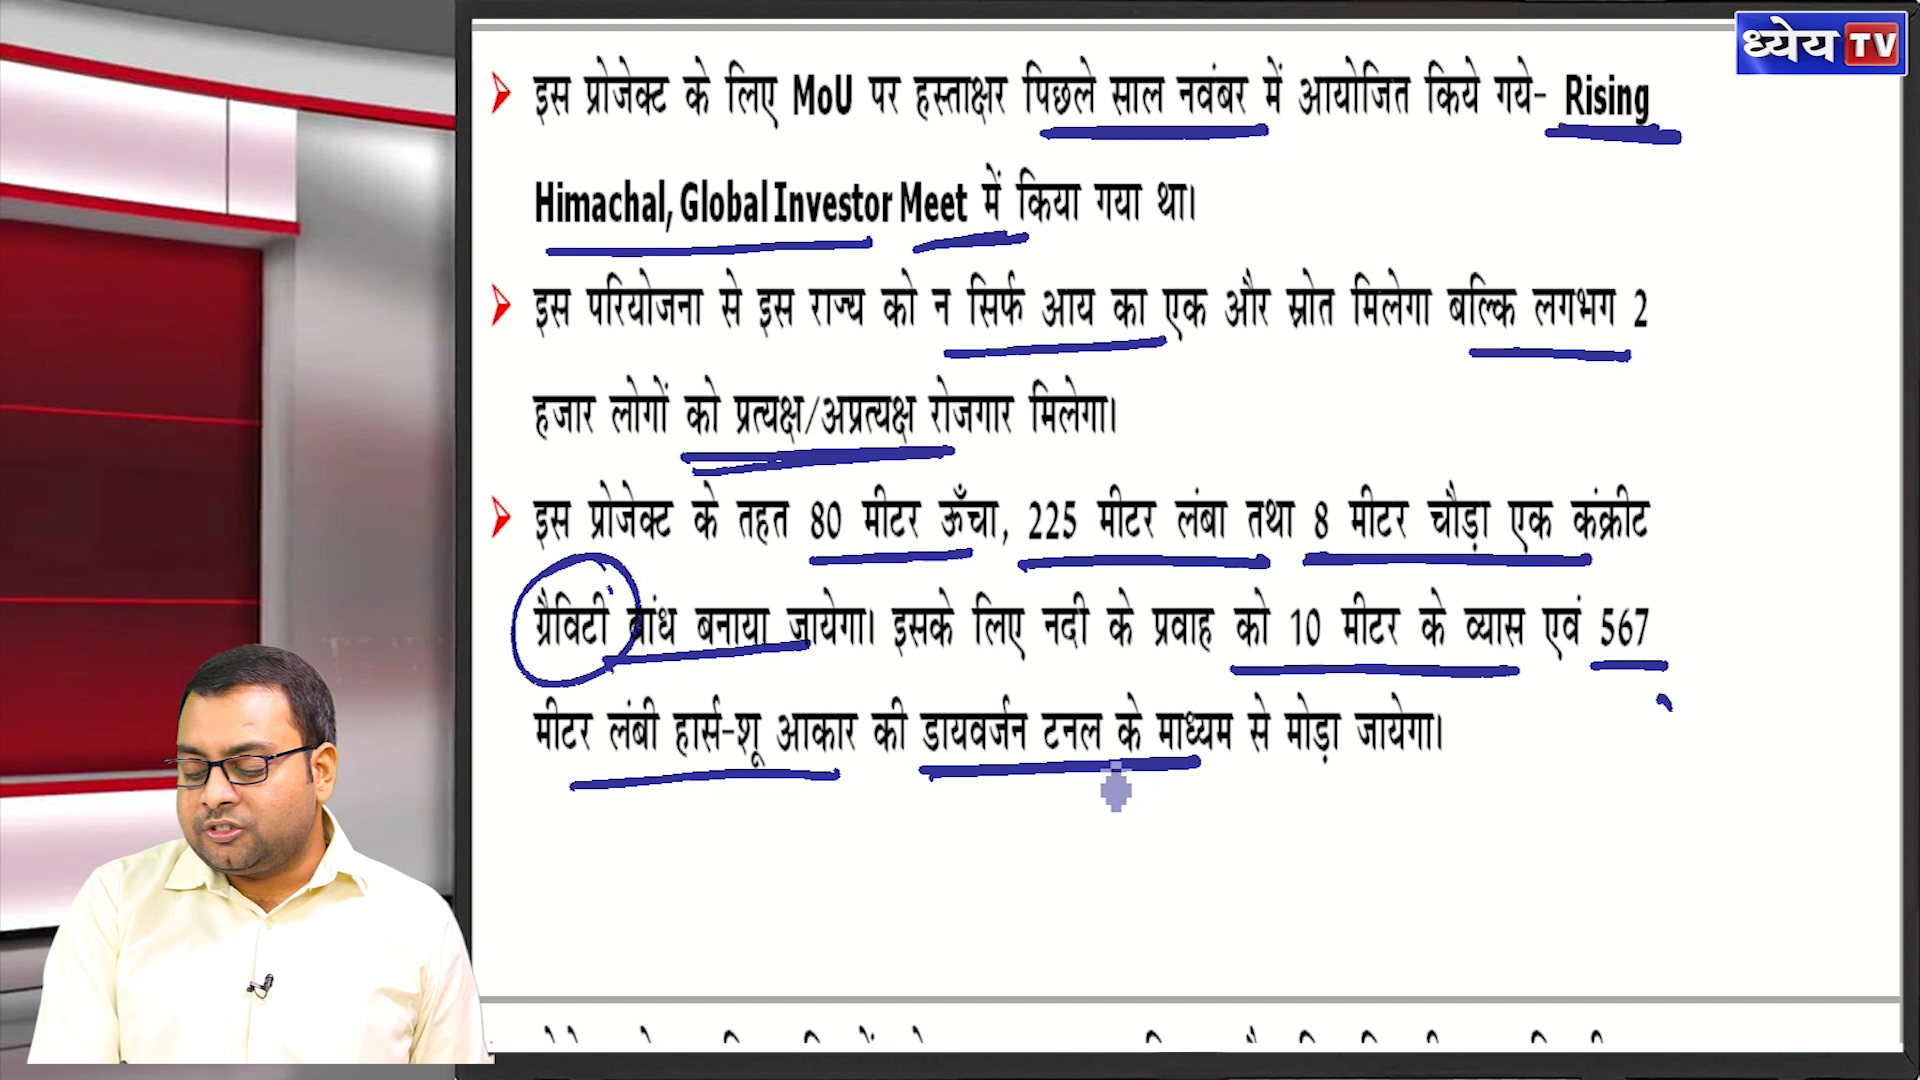 ध्येय TV
इस प्रोजेक्ट के लिए MoU पर हस्ताक्षर पिछले साल नवंबर में आयोजित किये गये- Rising
Himachal, Global Investor Meet में किया गया था।
इस परियोजना से इस राज्य को न सिर्फ आय का एक और स्रोत मिलेगा बल्कि लगभग 2
हजार लोगों को प्रत्यक्ष/अप्रत्यक्ष रोजगार मिलेगा।
इस प्रोजेक्ट के तहत 80 मीटर ऊँचा, 225 मीटर लंबा तथा 8 मीटर चौड़ा एक कंक्रीट
ग्रैविटी बांध बनाया जायेगा। इसके लिए नदी के प्रवाह को 10 मीटर के व्यास एवं 567
मीटर लंबी हार्स-शू आकार की डायवर्जन टनल के माध्यम से मोड़ा जायेगा।